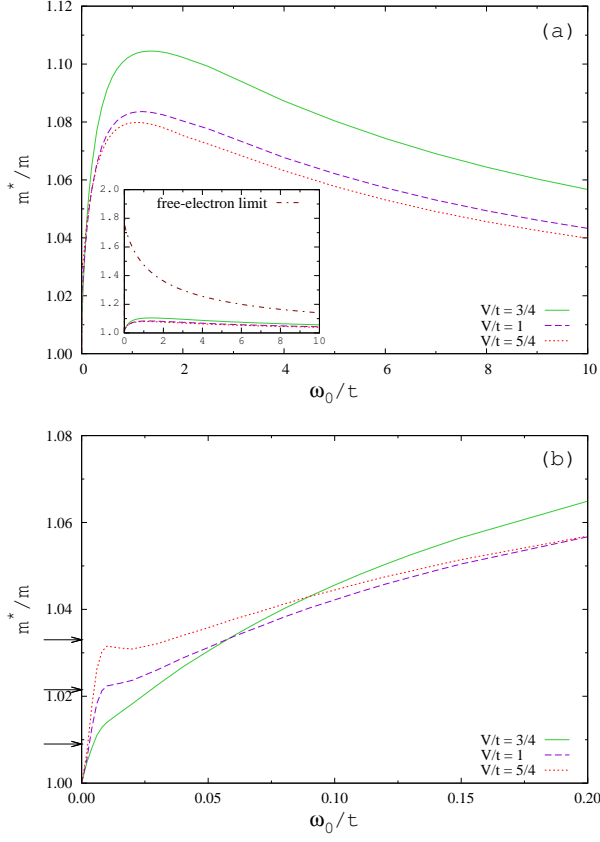 1.12
(a)
1.10
1.08
m*/m
1.06
2.0
free-electron limit
1.8
1.6
1.4
1.2
1.0
0 2 4 6 8 10
1.04
1.02
V/t = 3/4
V/t = 1
V/t = 5/4
1.00
0 2 4 6 8 10
ω0/t
1.08
(b)
1.06
m*/m
1.04
1.02
V/t = 3/4
V/t = 1
V/t = 5/4
1.00
0.00 0.05 0.10 0.15 0.20
ω0/t